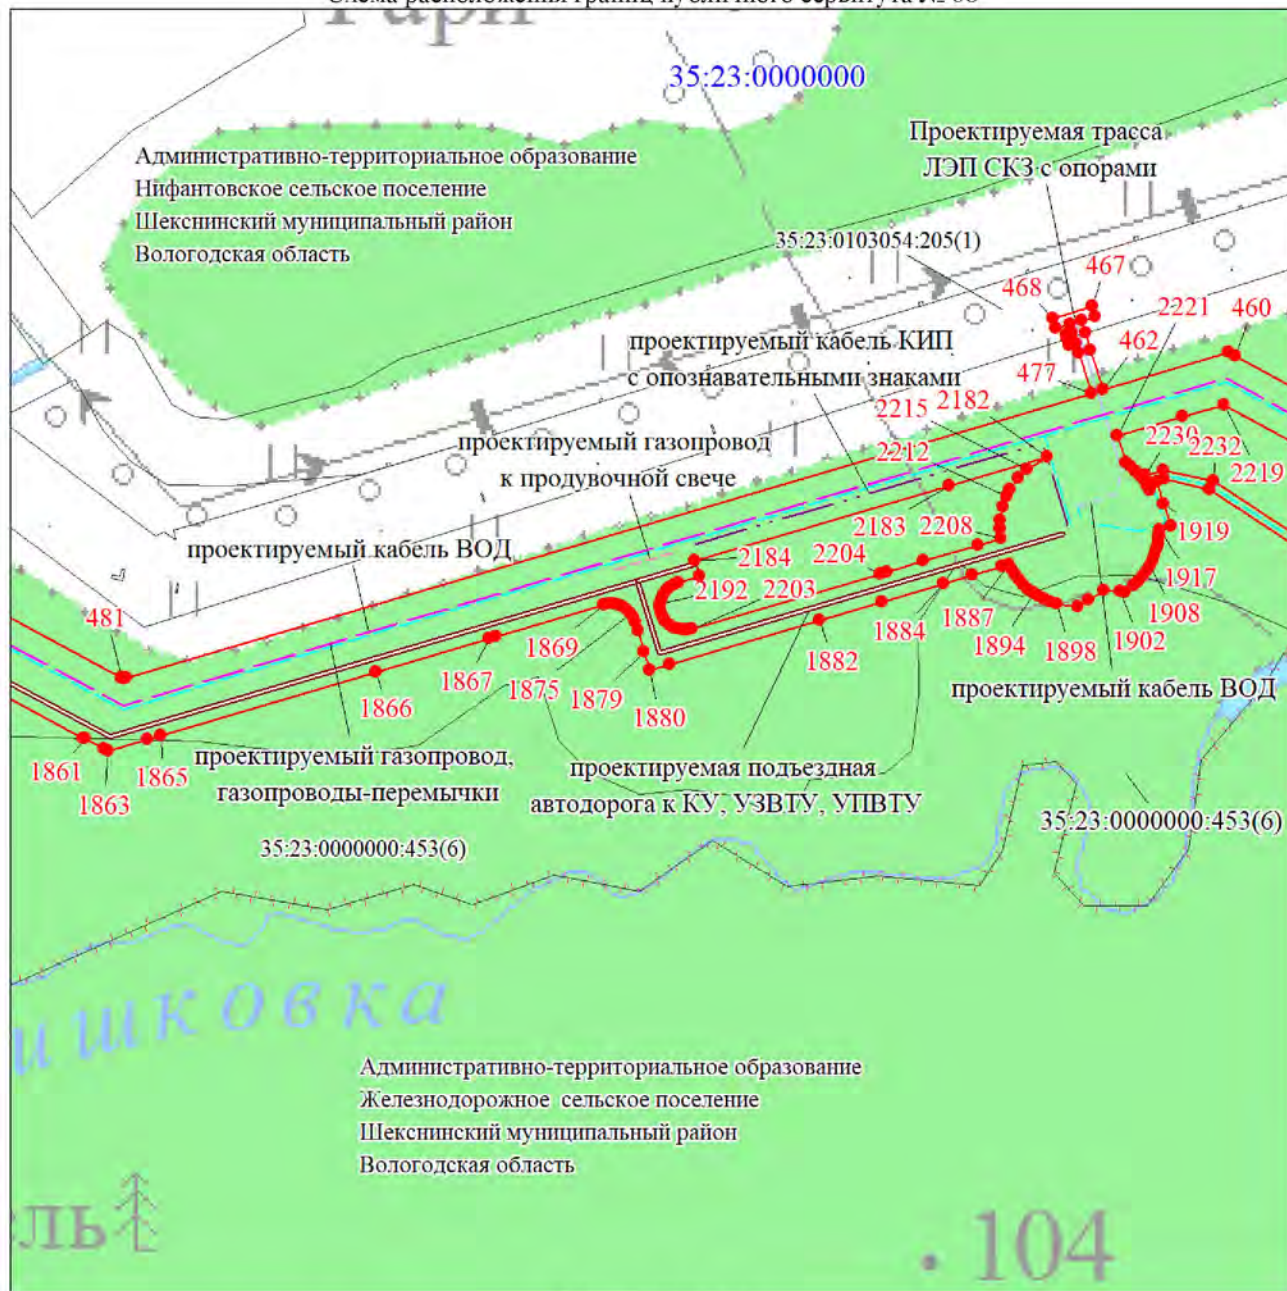 35:23:0000000
Проектируемая трасса
ЛЭП СКЗ с опорами
Административно-территориальное образование
Нифантовское сельское поселение
Шекснинский муниципальный район
Вологодская область
35:23:0103054:205(1)
467
468
2221
460
проектируемый кабель КИП
с опознавательными знаками
462
477
2182
2215
2212
проектируемый газопровод
к продувочной свече
2230
2232
2219
2183
2208
1919
проектируемый кабель ВОД
2184
2204
1917
2192
2203
1908
481
1869
1887
1884
1894
1902
1875
1882
1898
1867
1879
1866
1880
проектируемый кабель ВОД
1861
1865
1863
проектируемый газопровод,
газопроводы-перемычки
проектируемая подъездная
автодорога к КУ, УЗВТУ, УПВТУ
35:23:0000000:453(6)
35:23:0000000:453(6)
ишковка
Административно-территориальное образование
Железнодорожное сельское поселение
Шекснинский муниципальный район
Вологодская область
ль
104